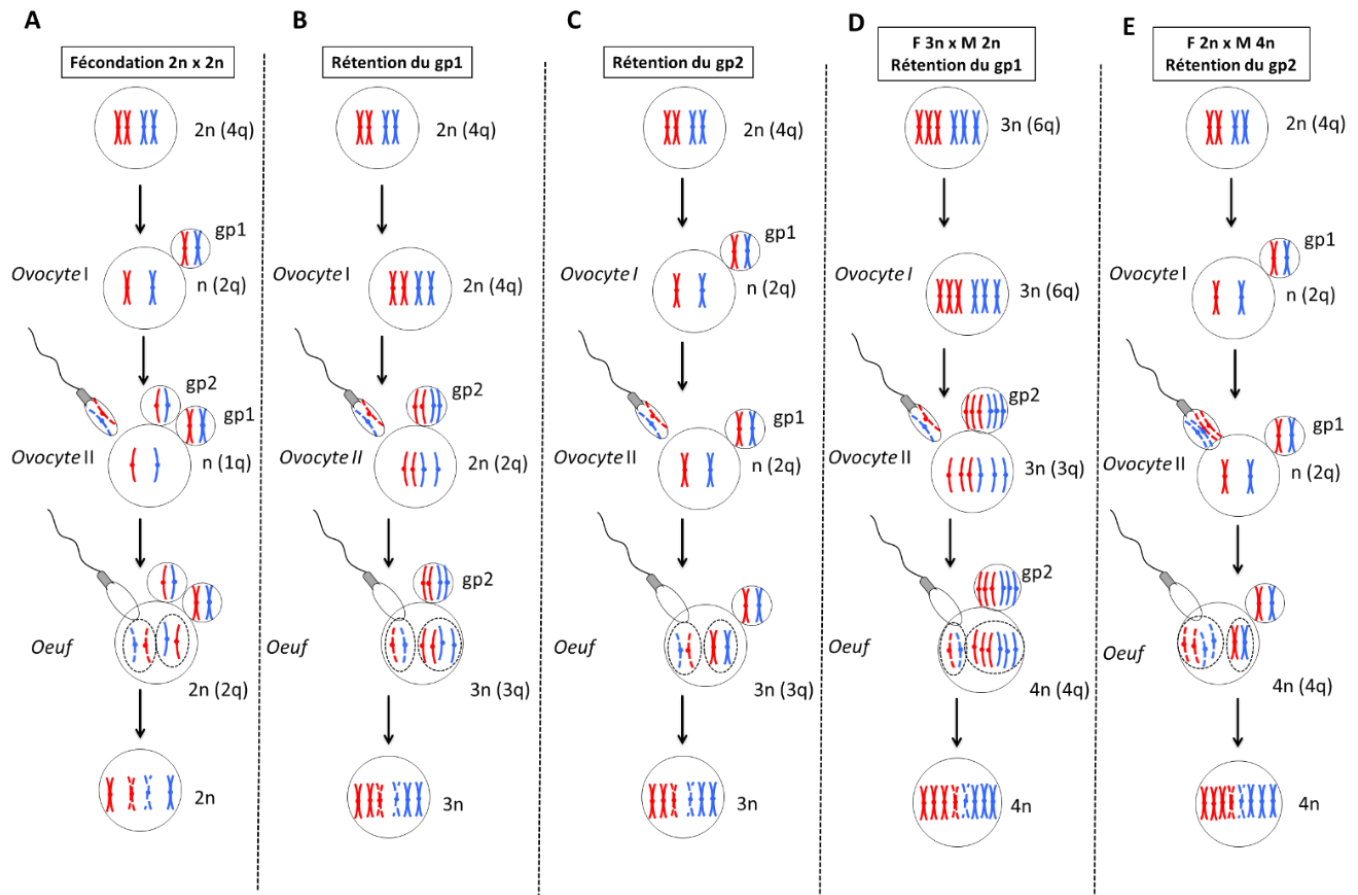 A
Fécondation 2n x 2n
2n (4q)
gp1
Ovocyte I
n (2q)
gp2
gp1
Ovocyte II
n (1q)
Oeuf
2n (2q)
2n
B
Rétention du gp1
2n (4q)
Ovocyte I
2n (4q)
gp2
Ovocyte II
2n (2q)
gp2
Oeuf
3n (3q)
3n
C
Rétention du gp2
2n (4q)
gp1
Ovocyte I
n (2q)
gp1
Ovocyte II
n (2q)
Oeuf
3n (3q)
3n
D
F 3n x M 2n
Rétention du gp1
3n (6q)
Ovocyte I
3n (6q)
gp2
Ovocyte II
3n (3q)
gp2
Oeuf
4n (4q)
4n
E
F 2n x M 4n
Rétention du gp2
2n (4q)
gp1
Ovocyte I
n (2q)
gp1
Ovocyte II
n (2q)
Oeuf
4n (4q)
4n